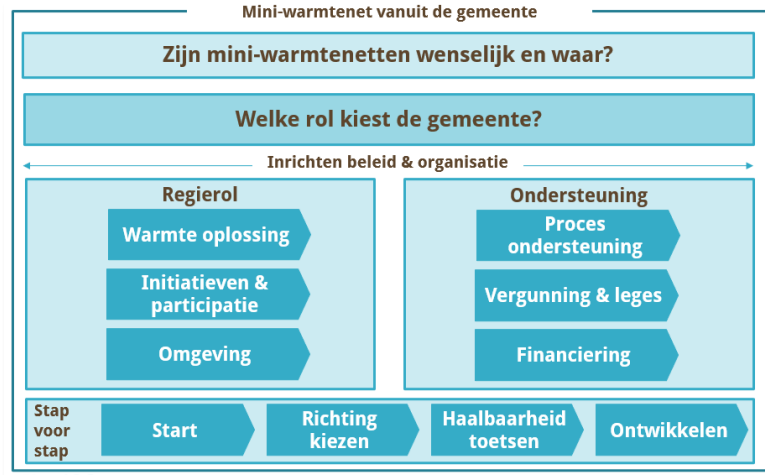 Mini-warmtenet vanuit de gemeente
Zijn mini-warmtenetten wenselijk en waar?
Welke rol kiest de gemeente?
Inrichten beleid & organisatie
Regierol
Warmte oplossing
Initiatieven &
participatie
Omgeving
Ondersteuning
Proces
ondersteuning
Vergunning & leges
Financiering
Stap
voor
stap
Start
Richting
kiezen
Haalbaarheid
toetsen
Ontwikkelen